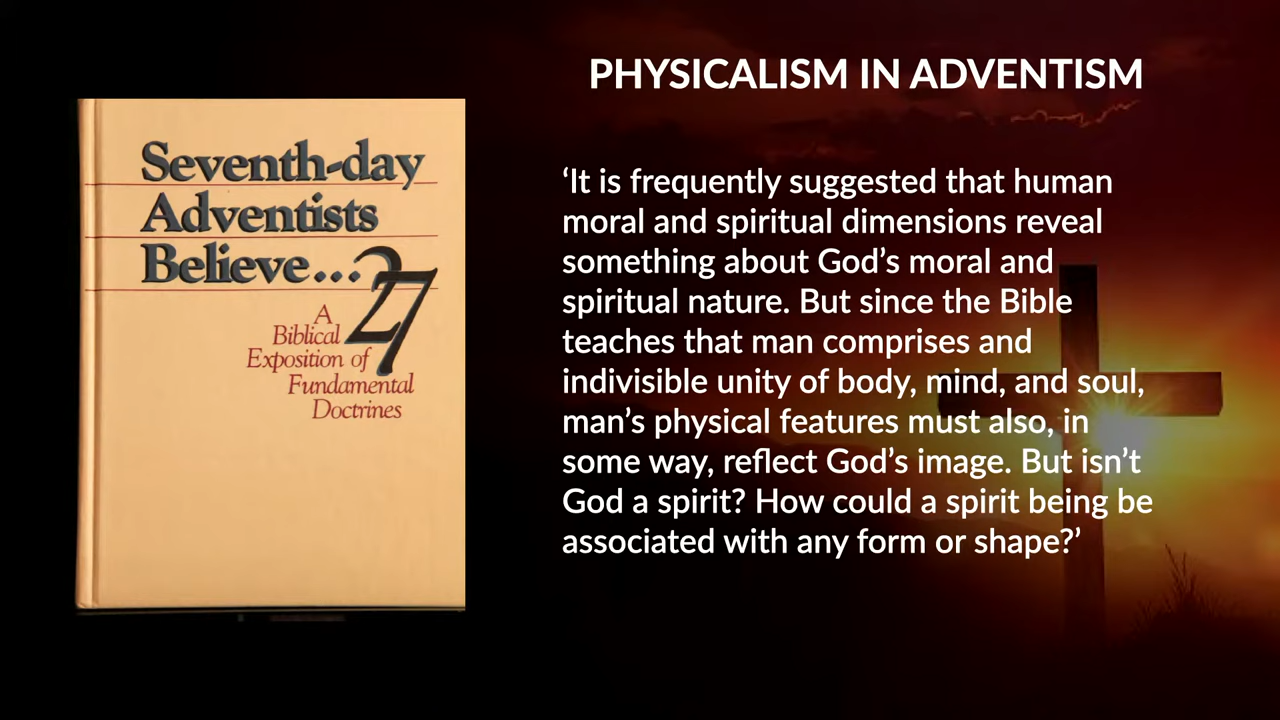 Seventh-day
Adventists
Believe...27
A
Biblical
Exposition of
Fundamental
Doctrines
PHYSICALISM IN ADVENTISM
‘It is frequently suggested that human
moral and spiritual dimensions reveal
something about God’s moral and
spiritual nature. But since the Bible
teaches that man comprises and
indivisible unity of body, mind, and soul,
man’s physical features must also, in
some way, reflect God’s image. But isn’t
God a spirit? How could a spirit being be
associated with any form or shape?’